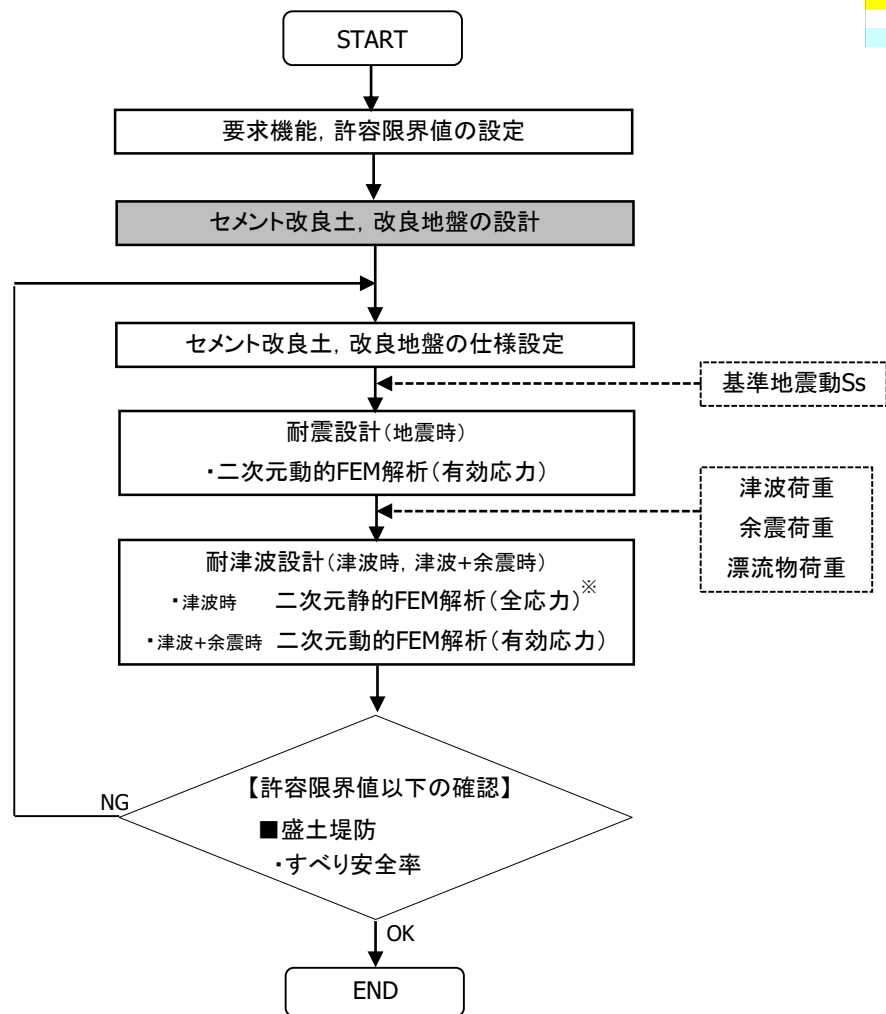 START
要求機能，許容限界値の設定
セメント改良土，改良地盤の設計
セメント改良土，改良地盤の仕様設定
基準地震動Ss
耐震設計（地震時）
・二次元動的FEM解析（有効応力）
津波荷重
余震荷重
漂流物荷重
耐津波設計（津波時，津波+余震時）
・津波時　二次元静的FEM解析（全応力）※
・津波+余震時 二次元動的FEM解析（有効応力）
【許容限界値以下の確認】
■盛土堤防
・すべり安全率
NG
OK
END